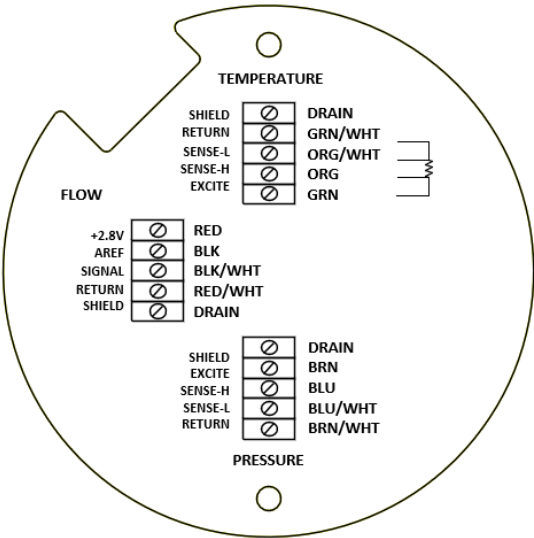 TEMPERATURE
SHIELD DRAIN
RETURN GRN/WHT
SENSE-L ORG/WHT
SENSE-H ORG
EXCITE GRN
FLOW
+2.8V RED
AREF BLK
SIGNAL BLK/WHT
RETURN RED/WHT
SHIELD DRAIN
SHIELD DRAIN
EXCITE BRN
SENSE-H BLU
SENSE-L BLU/WHT
RETURN BRN/WHT
PRESSURE